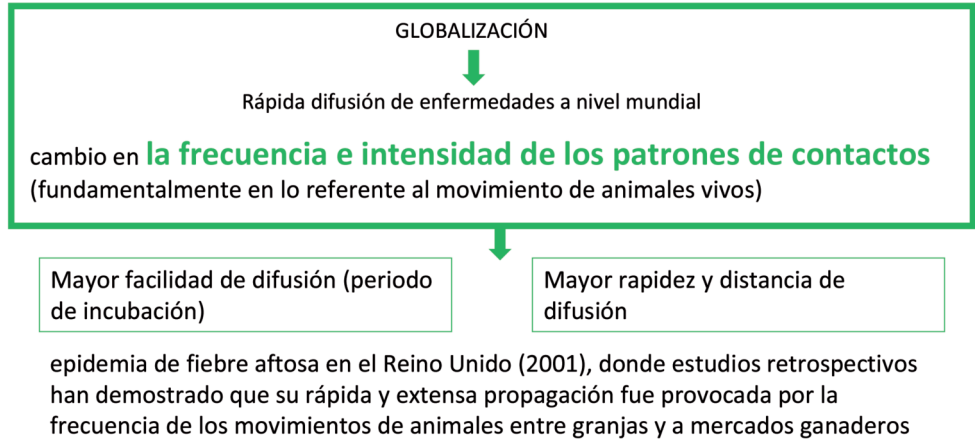 GLOBALIZACIÓN
Rápida difusión de enfermedades a nivel mundial
cambio en la frecuencia e intensidad de los patrones de contactos
(fundamentalmente en lo referente al movimiento de animales vivos)
Mayor facilidad de difusión (periodo
de incubación)
Mayor rapidez y distancia de
difusión
epidemia de fiebre aftosa en el Reino Unido (2001), donde estudios retrospectivos
han demostrado que su rápida y extensa propagación fue provocada por la
frecuencia de los movimientos de animales entre granjas y a mercados ganaderos